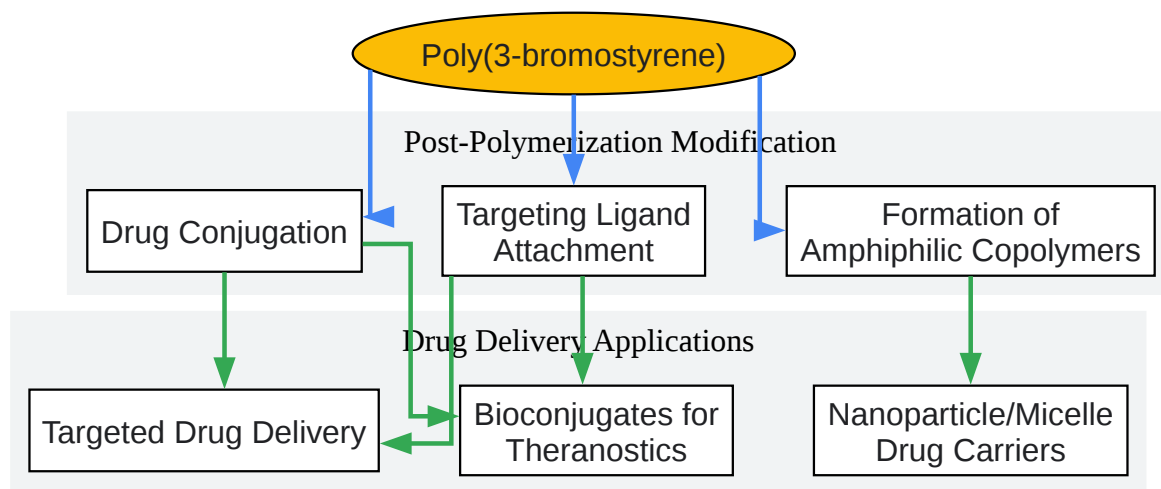 Poly(3-bromostyrene)
Post-Polymerization Modification
Drug Conjugation
Targeting Ligand
Attachment
Formation of
Amphiphilic Copolymers
Drug Delivery Applications
Targeted Drug Delivery
Bioconjugates for
Theranostics
Nanoparticle/Micelle
Drug Carriers